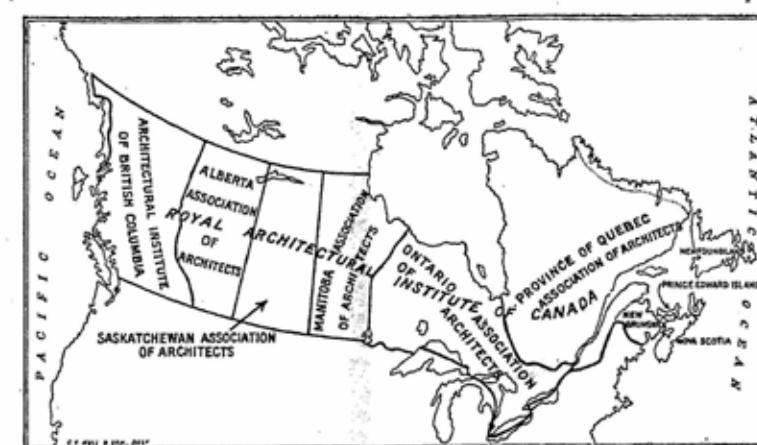 PACIFIC OCEAN
ARCHITECTURAL INSTITUTE
OF BRITISH COLUMBIA
ALBERTA
ASSOCIATION
OF
ARCHITECTS
SASKATCHEWAN ASSOCIATION
OF ARCHITECTS
MANITOBA ASSOCIATION
OF ARCHITECTS
ROYAL ARCHITECTURAL INSTITUTE OF CANADA
ONTARIO ASSOCIATION
OF
ARCHITECTS
PROVINCE OF QUEBEC
ASSOCIATION OF ARCHITECTS
NEWFOUNDLAND
PRINCE EDWARD ISLAND
NEW
BRUNSWICK
NOVA SCOTIA
ATLANTIC OCEAN